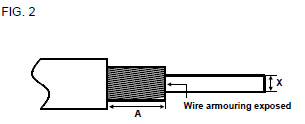 FIG. 2
X
Wire armouring exposed
A